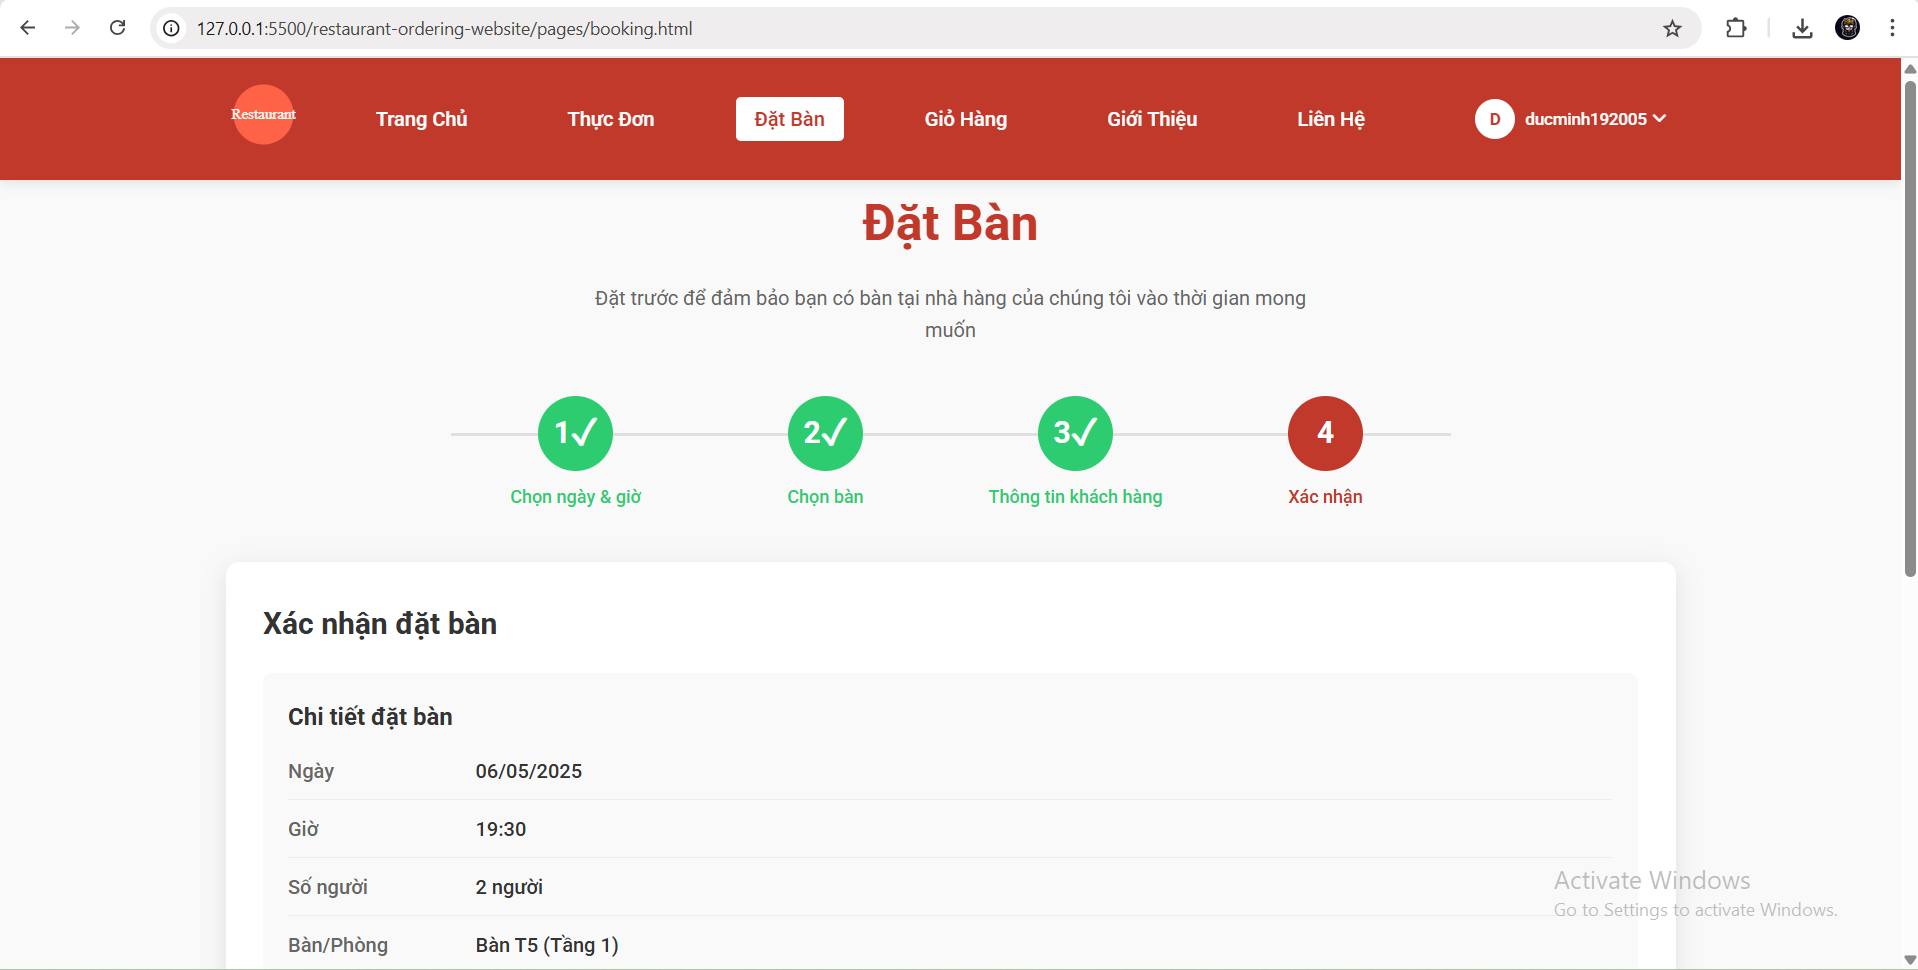 127.0.0.1:5500/restaurant-ordering-website/pages/booking.html
Restaurant
Trang Chủ
Thực Đơn
Đặt Bàn
Giỏ Hàng
Giới Thiệu
Liên Hệ
D
ducminh192005
Đặt Bàn
Đặt trước để đảm bảo bạn có bàn tại nhà hàng của chúng tôi vào thời gian mong
muốn
1✓
2✓
3✓
4
Chọn ngày & giờ
Chọn bàn
Thông tin khách hàng
Xác nhận
Xác nhận đặt bàn
Chi tiết đặt bàn
Ngày 06/05/2025
Giờ 19:30
Số người 2 người
Bàn/Phòng Bàn T5 (Tầng 1)
Activate Windows
Go to Settings to activate Windows.